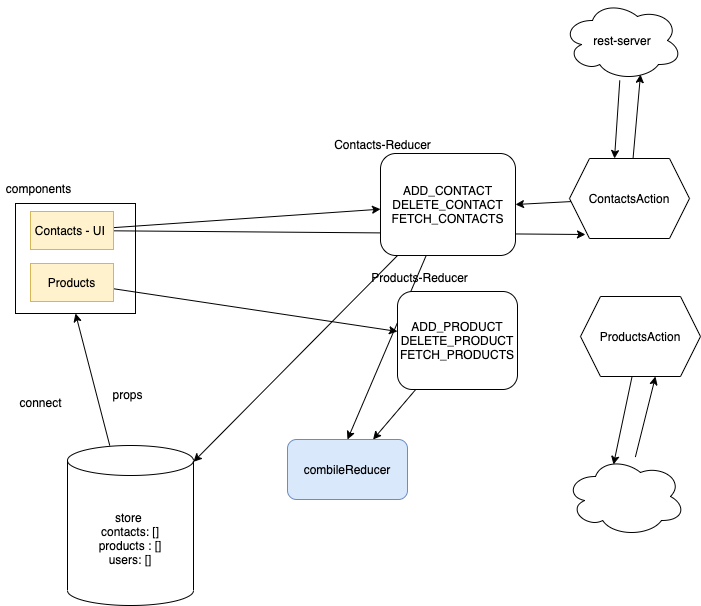 rest-server
Contacts-Reducer
ADD_CONTACT
DELETE_CONTACT
FETCH_CONTACTS
ContactsAction
components
Contacts - UI
Products
Products-Reducer
ADD_PRODUCT
DELETE_PRODUCT
FETCH_PRODUCTS
ProductsAction
connect
props
combileReducer
store
contacts: []
products : []
users: []